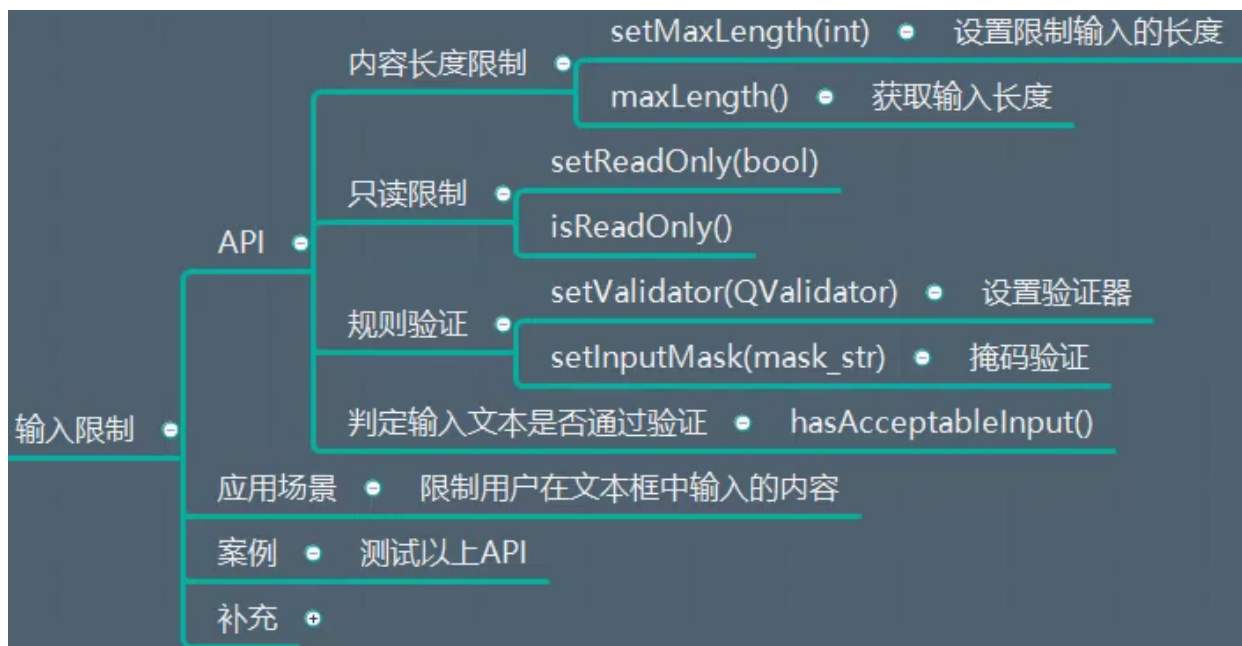 setMaxLength(int) 设置限制输入的长度
内容长度限制
maxLength() 获取输入长度
setReadOnly(bool)
只读限制
isReadOnly()
API
setValidator(QValidator) 设置验证器
规则验证
setInputMask(mask_str) 掩码验证
输入限制
判定输入文本是否通过验证 hasAcceptableInput()
应用场景 限制用户在文本框中输入的内容
案例 测试以上API
补充